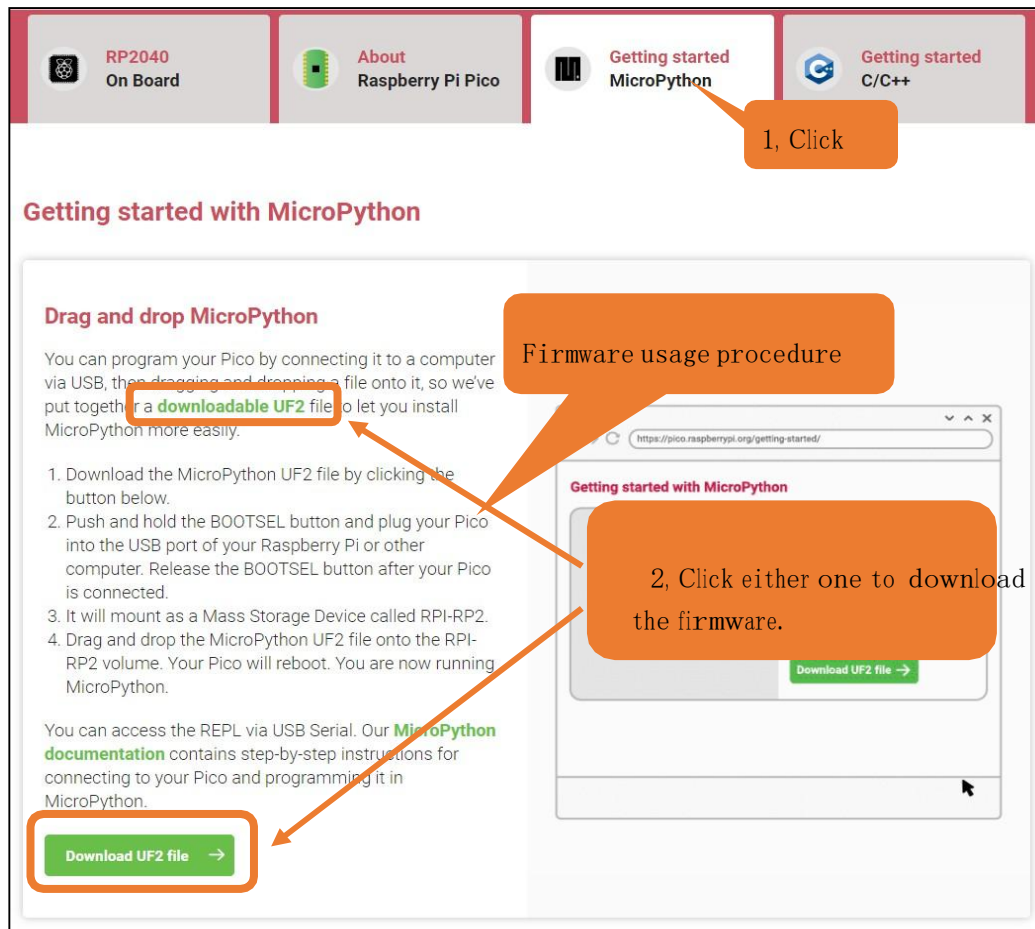 RP2040
On Board
About
Raspberry Pi Pico
Getting started
MicroPython
Getting started
C/C++
1, Click
Getting started with MicroPython
Drag and drop MicroPython
You can program your Pico by connecting it to a computer
via USB, then dragging and dropping a file onto it, so we've
put together a downloadable UF2 file to let you install
MicroPython more easily.
1. Download the MicroPython UF2 file by clicking the
button below.
2. Push and hold the BOOTSEL button and plug your Pico
into the USB port of your Raspberry Pi or other
computer. Release the BOOTSEL button after your Pico
is connected.
3. It will mount as a Mass Storage Device called RPI-RP2.
4. Drag and drop the MicroPython UF2 file onto the RPI-
RP2 volume. Your Pico will reboot. You are now running
MicroPython.
You can access the REPL via USB Serial. Our MicroPython
documentation contains step-by-step instructions for
connecting to your Pico and programming it in
MicroPython.
Download UF2 file
Firmware usage procedure
https://pico.raspberrypi.org/getting-started/
Getting started with MicroPython
2, Click either one to download
the firmware.
Download UF2 file